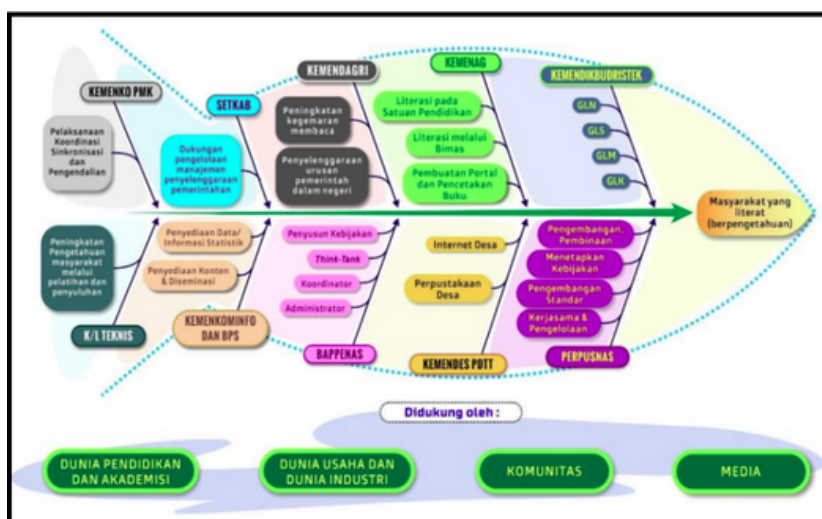 KEMENKO PMK
Pelaksanaan
Koordinasi
Sinkronisasi
dan
Pengendalian
SETKAB
Dukungan
pengelolaan
manajemen
penyelenggaraan
pemerintahan
KEMENDAGRI
Peningkatan
kegemaran
membaca
Penyelenggaraan
urusan
pemerintah
dalam negeri
KEMENAG
Literasi pada
Satuan Pendidikan
Literasi melalui
Bimas
Pembuatan Portal
dan Pencetakan
Buku
KEMENDIKBUDRISTEK
GLN
GLS
GLM
GLK
Masyarakat yang
literat
(berpengetahuan)
Peningkatan
Pengetahuan
masyarakat
melalui
pelatihan dan
penyuluhan
K/L TEKNIS
Penyediaan Data/
Informasi Statistik
Penyediaan Konten
& Diseminasi
KEMENKOMINFO
DAN BPS
Penyusun Kebijakan
Think-Tank
Koordinator
Administrator
BAPPENAS
Internet Desa
Perpustakaan
Desa
KEMENDES PDTT
Pengembangan,
Pembinaan
Menetapkan
Kebijakan
Pengembangan
Standar
Kerjasama &
Pengelolaan
PERPUSNAS
Didukung oleh :
DUNIA PENDIDIKAN
DAN AKADEMISI
DUNIA USAHA DAN
DUNIA INDUSTRI
KOMUNITAS
MEDIA